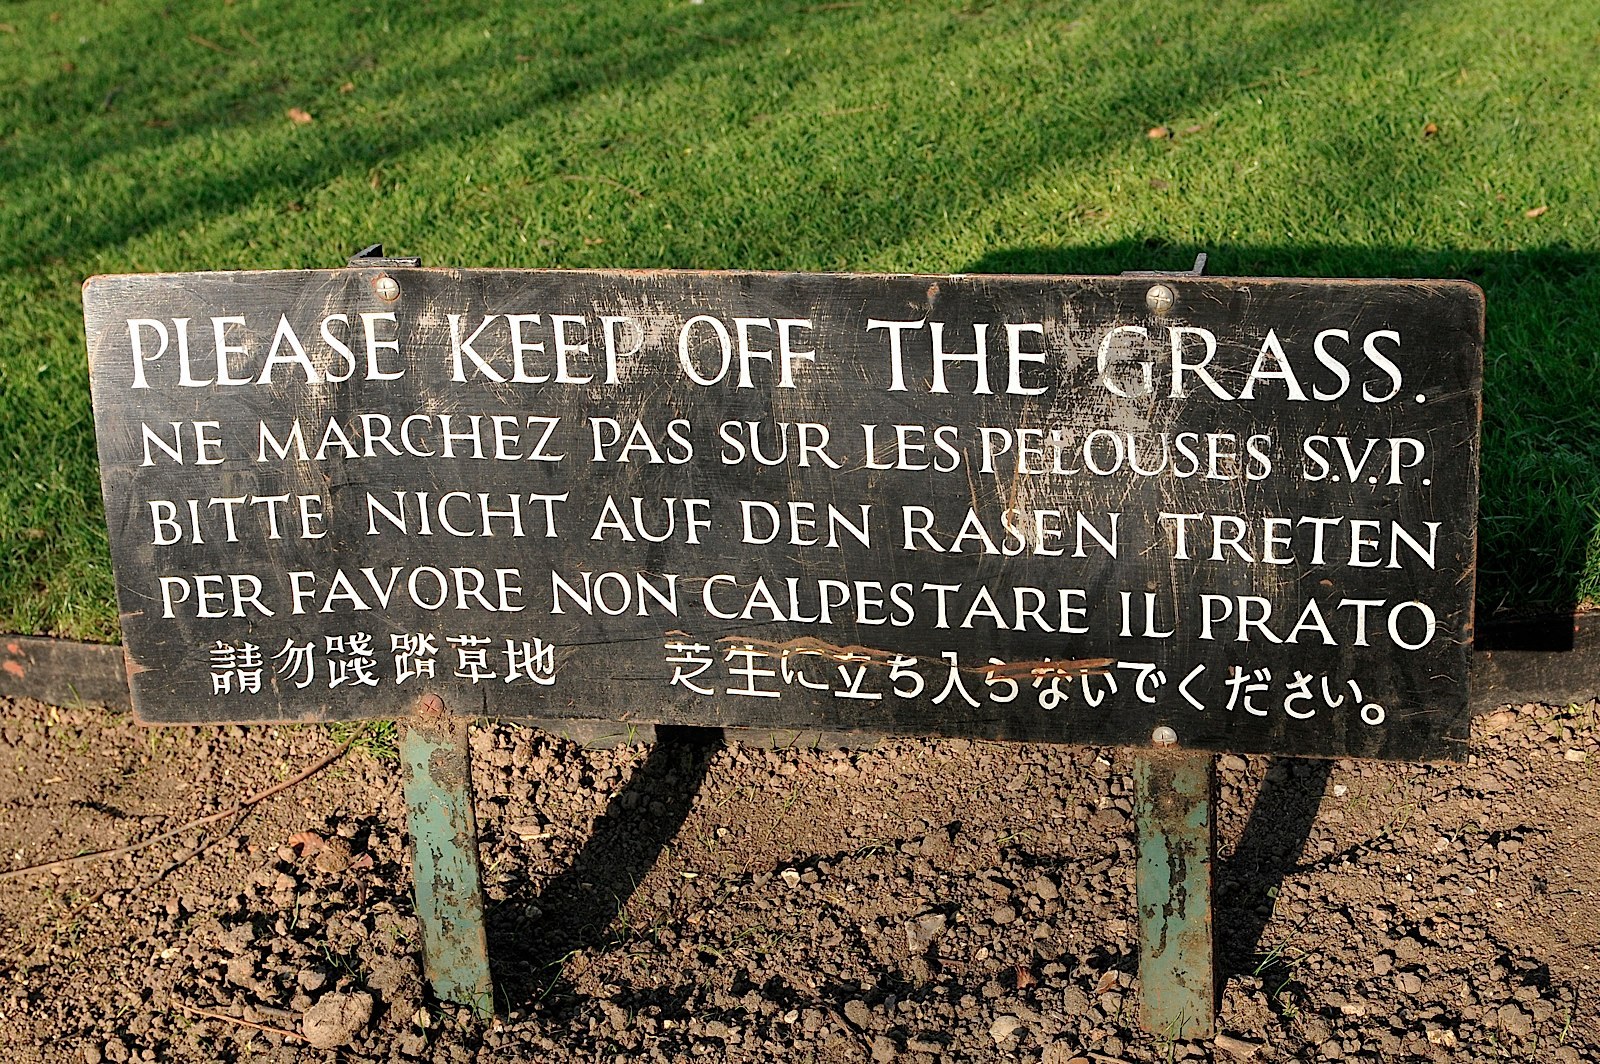 PLEASE KEEP OFF THE GRASS.
NE MARCHEZ PAS SUR LES PELOUSES S.V.P.
BITTE NICHT AUF DEN RASEN TRETEN
PER FAVORE NON CALPESTARE IL PRATO
請勿踐踏草地 芝生に立ち入らないでください。